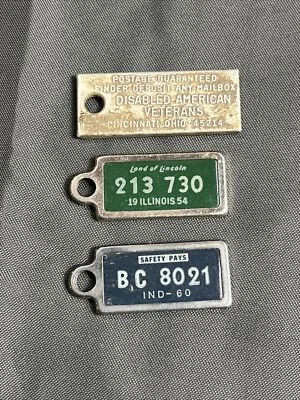 POSTAGE GUARANTEED
FINDER DEPOSIT ANY MAILBOX
DISABLED AMERICAN
VETERANS
CINCINNATI, OHIO 45214
Land of Lincoln
213 730
19 ILLINOIS 54
SAFETY PAYS
BC 8021
IND-60